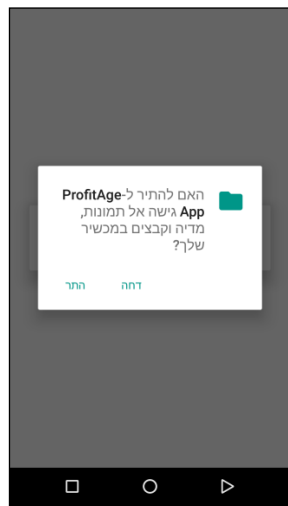 האם להתיר ל-ProfitAge
App גישה אל תמונות,
מדיה וקבצים במכשיר
שלך?
דחה התר